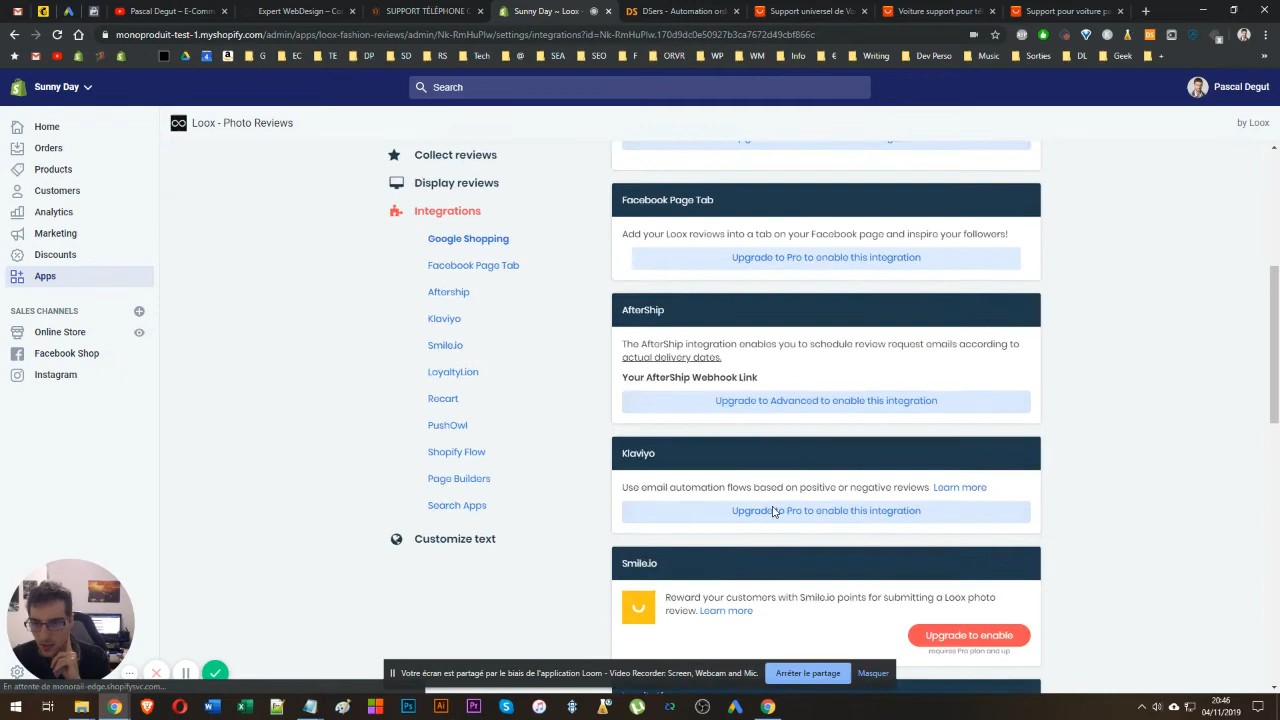 Pascal Degut – E-Comm
Expert WebDesign – Co
SUPPORT TÉLÉPHONE
Sunny Day ~ Loox
DSers - Automation or
Support universel de Vo
Voiture support pour té
Support pour voiture pe
monoproduit-test-1.myshopify.com/admin/apps/loox-fashion-reviews/admin/Nk-RmHuPlw/settings/integrations?id=Nk-RmHuPlw.170d9dc0e50927b3ca7672d49fbg866c
G EC TE DP SD RS Tech @ SEA SEO ORVR WP WM Info € Writing Dev Perso Music Sorties DL Geek
Sunny Day
Search
Pascal Degut
Loox - Photo Reviews
by Loox
Home
Orders
Products
Customers
Analytics
Marketing
Discounts
Apps
SALES CHANNELS
Online Store
Facebook Shop
Instagram
Collect reviews
Display reviews
Integrations
Google Shopping
Facebook Page Tab
Aftership
Klaviyo
Smile.io
LoyaltyLion
Recart
PushOwl
Shopify Flow
Page Builders
Search Apps
Customize text
Facebook Page Tab
Add your Loox reviews into a tab on your Facebook page and inspire your followers!
Upgrade to Pro to enable this integration
AfterShip
The AfterShip integration enables you to schedule review request emails according to
actual delivery dates.
Your AfterShip Webhook Link
Upgrade to Advanced to enable this integration
Klaviyo
Use email automation flows based on positive or negative reviews Learn more
Upgrade to Pro to enable this integration
Smile.io
Reward your customers with Smile.io points for submitting a Loox photo
review. Learn more
Upgrade to enable
requires Pro plan and up
Votre écran est partagé par le biais de l'application Loom – Video Recorder: Screen, Webcam and Mic.
Arrêter le partage
Masquer
En attente de monorail-edge.shopifysvc.com...
20:46
04/11/2019